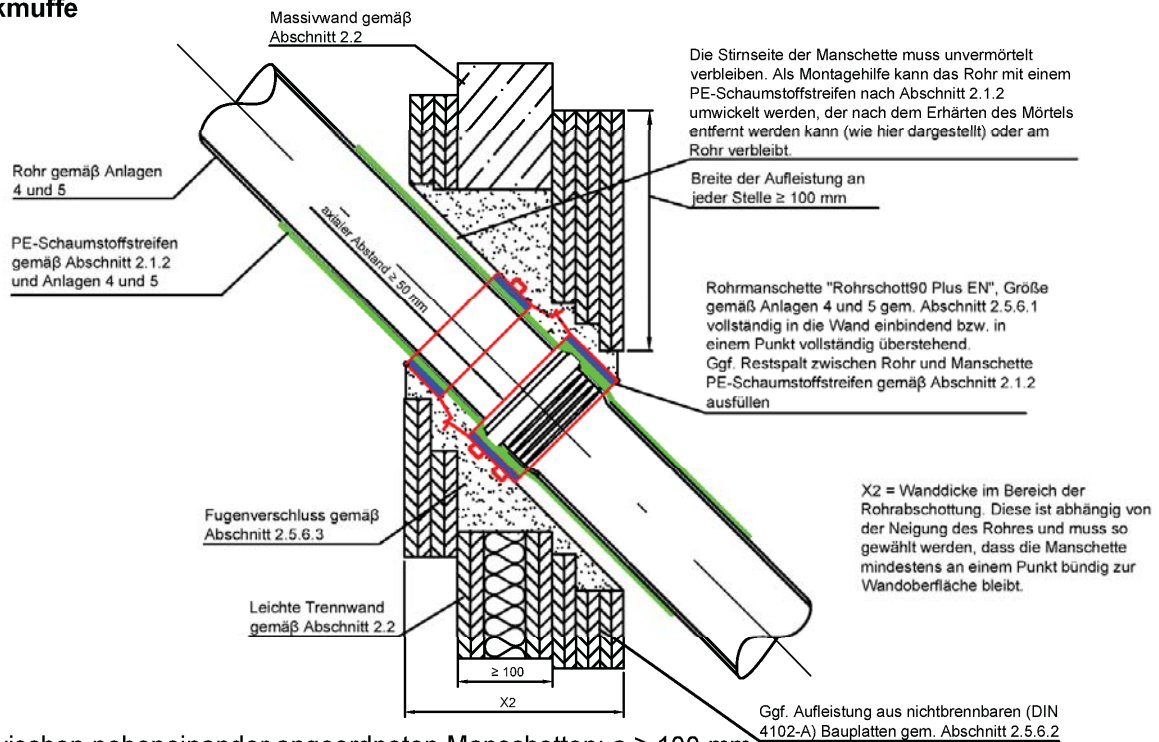 kmuffe
Massivwand gemäß
Abschnitt 2.2
Die Stirnseite der Manschette muss unvermörtelt
verbleiben. Als Montagehilfe kann das Rohr mit einem
PE-Schaumstoffstreifen nach Abschnitt 2.1.2
umwickelt werden, der nach dem Erhärten des Mörtels
entfernt werden kann (wie hier dargestellt) oder am
Rohr verbleibt.
Breite der Aufleistung an
jeder Stelle ≥ 100 mm
Rohr gemäß Anlagen
4 und 5
PE-Schaumstoffstreifen
gemäß Abschnitt 2.1.2
und Anlagen 4 und 5
axialer Abstand ≥ 50 mm
Rohrmanschette "Rohrschott90 Plus EN", Größe
gemäß Anlagen 4 und 5 gem. Abschnitt 2.5.6.1
vollständig in die Wand einbindend bzw. in
einem Punkt vollständig überstehend.
Ggf. Restspalt zwischen Rohr und Manschette
PE-Schaumstoffstreifen gemäß Abschnitt 2.1.2
ausfüllen
X2 = Wanddicke im Bereich der
Rohrabschottung. Diese ist abhängig von
der Neigung des Rohres und muss so
gewählt werden, dass die Manschette
mindestens an einem Punkt bündig zur
Wandoberfläche bleibt.
Fugenverschluss gemäß
Abschnitt 2.5.6.3
Leichte Trennwand
gemäß Abschnitt 2.2
≥ 100
X2
Ggf. Aufleistung aus nichtbrennbaren (DIN
4102-A) Bauplatten gem. Abschnitt 2.5.6.2